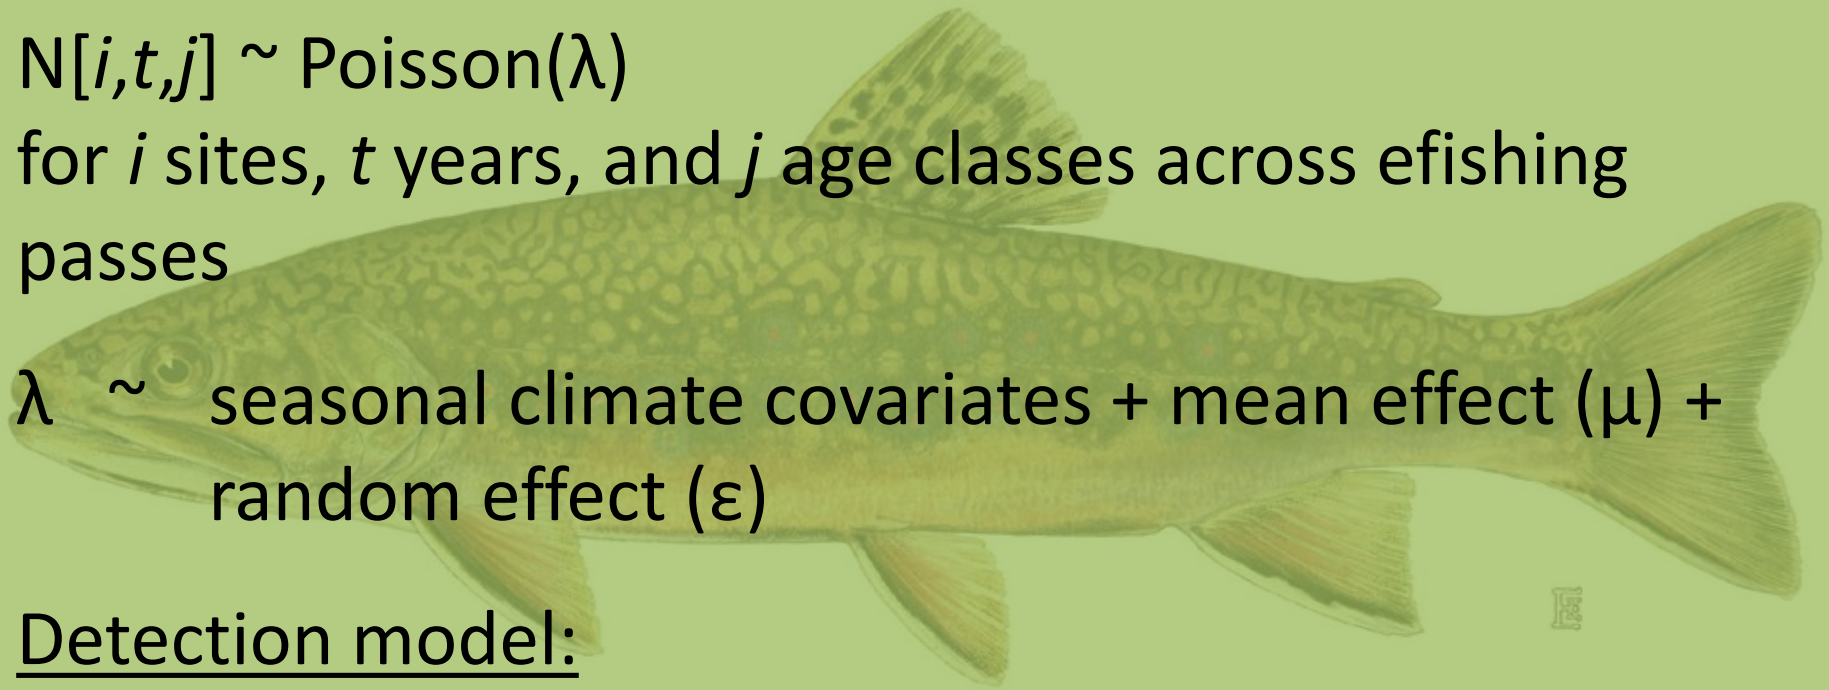 N[i,t,j] ~ Poisson(λ)
for i sites, t years, and j age classes across efishing
passes
λ ~ seasonal climate covariates + mean effect (μ) +
random effect (ε)
Detection model: